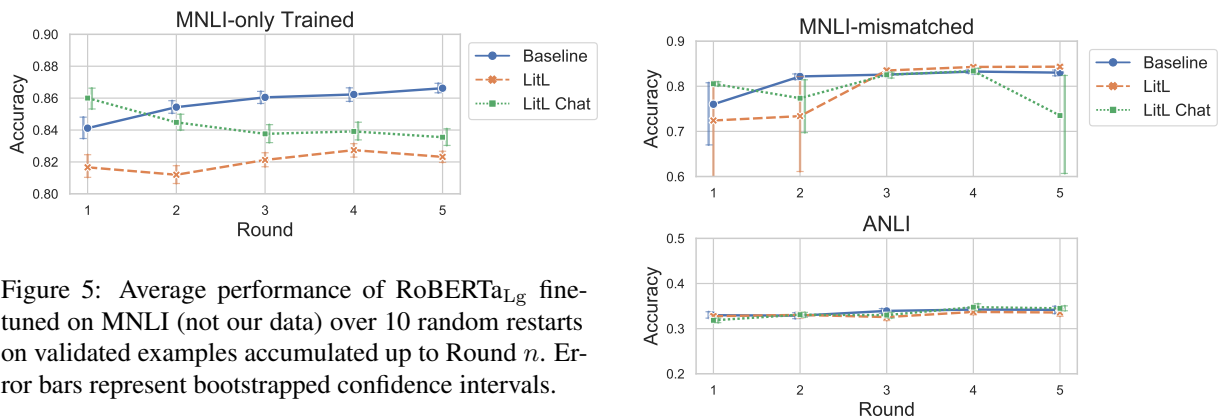 MNLI-only Trained
0.90
0.88
0.86
0.84
0.82
0.80
Accuracy
1 2 3 4 5
Round
Baseline
LitL
LitL Chat
Figure 5: Average performance of RoBERTaLg fine-
tuned on MNLI (not our data) over 10 random restarts
on validated examples accumulated up to Round n. Er-
ror bars represent bootstrapped confidence intervals.
MNLI-mismatched
0.9
0.8
0.7
0.6
Accuracy
1 2 3 4 5
Baseline
LitL
LitL Chat
ANLI
0.5
0.4
0.3
0.2
Accuracy
1 2 3 4 5
Round